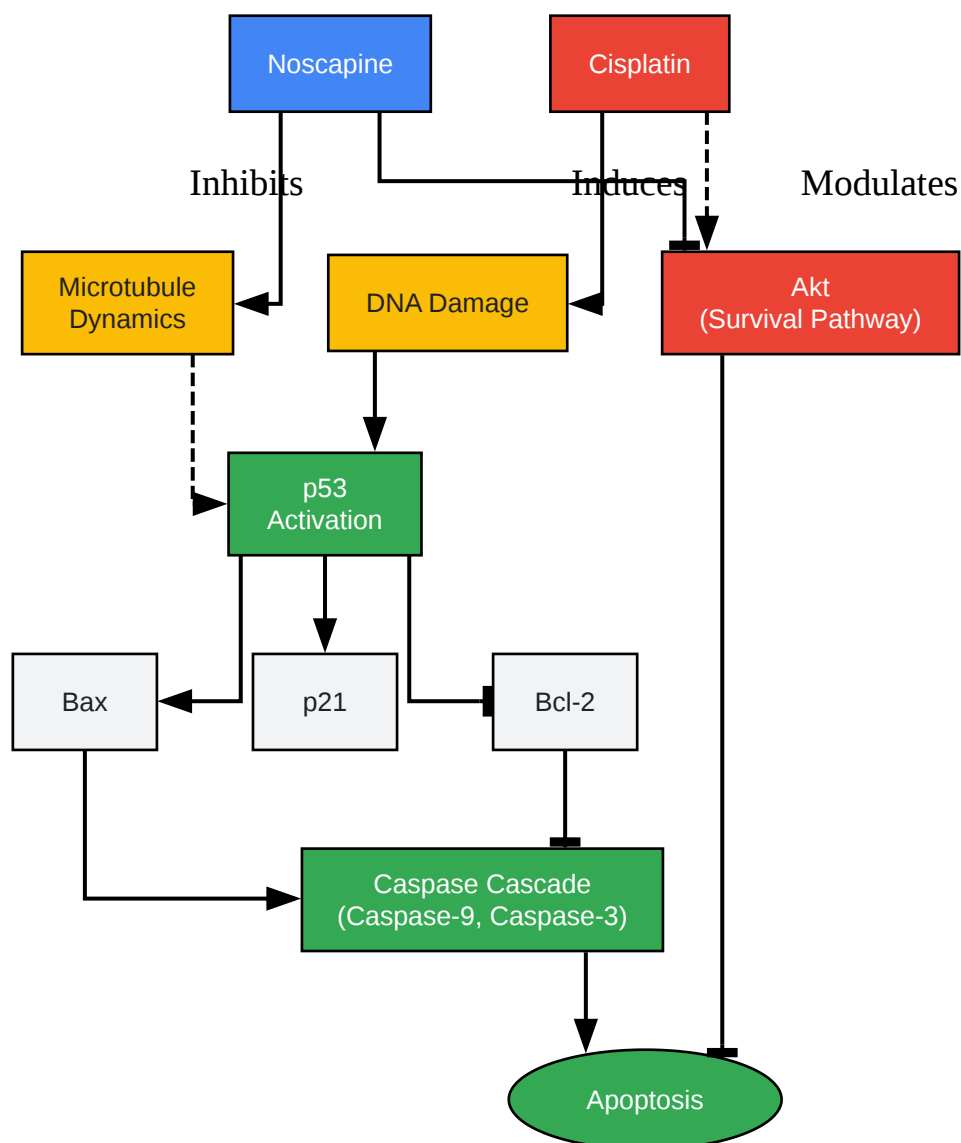 Noscapine
Cisplatin
Inhibits
Induces
Modulates
Microtubule
Dynamics
DNA Damage
Akt
(Survival Pathway)
p53
Activation
Bax
p21
Bcl-2
Caspase Cascade
(Caspase-9, Caspase-3)
Apoptosis